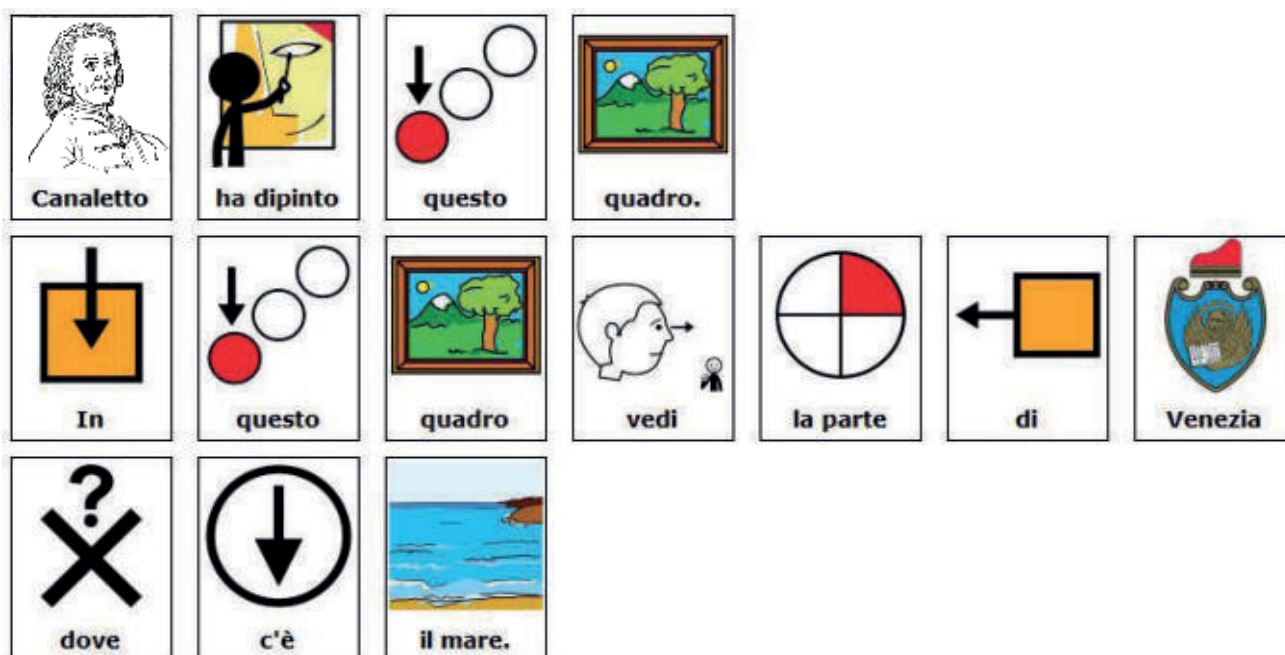 Canaletto ha dipinto questo quadro.
In questo quadro vedi la parte di Venezia
? dove c'è il mare.